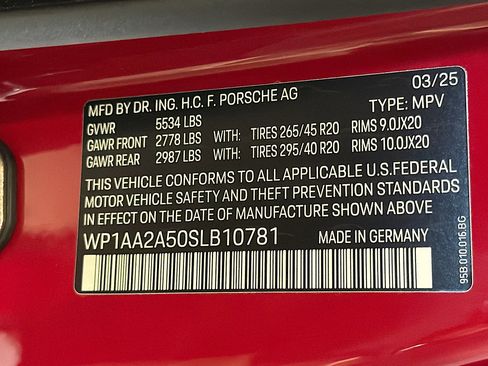 03/25
MFD BY DR. ING. H.C. F. PORSCHE AG
GVWR 5534 LBS TYPE: MPV
GAWR FRONT 2778 LBS WITH: TIRES 265/45 R20 RIMS 9.0JX20
GAWR REAR 2987 LBS WITH: TIRES 295/40 R20 RIMS 10.0JX20
THIS VEHICLE CONFORMS TO ALL APPLICABLE U.S.FEDERAL
MOTOR VEHICLE SAFETY AND THEFT PREVENTION STANDARDS
IN EFFECT ON THE DATE OF MANUFACTURE SHOWN ABOVE
WP1AA2A50SLB10781 MADE IN GERMANY
95B.010.016.BG